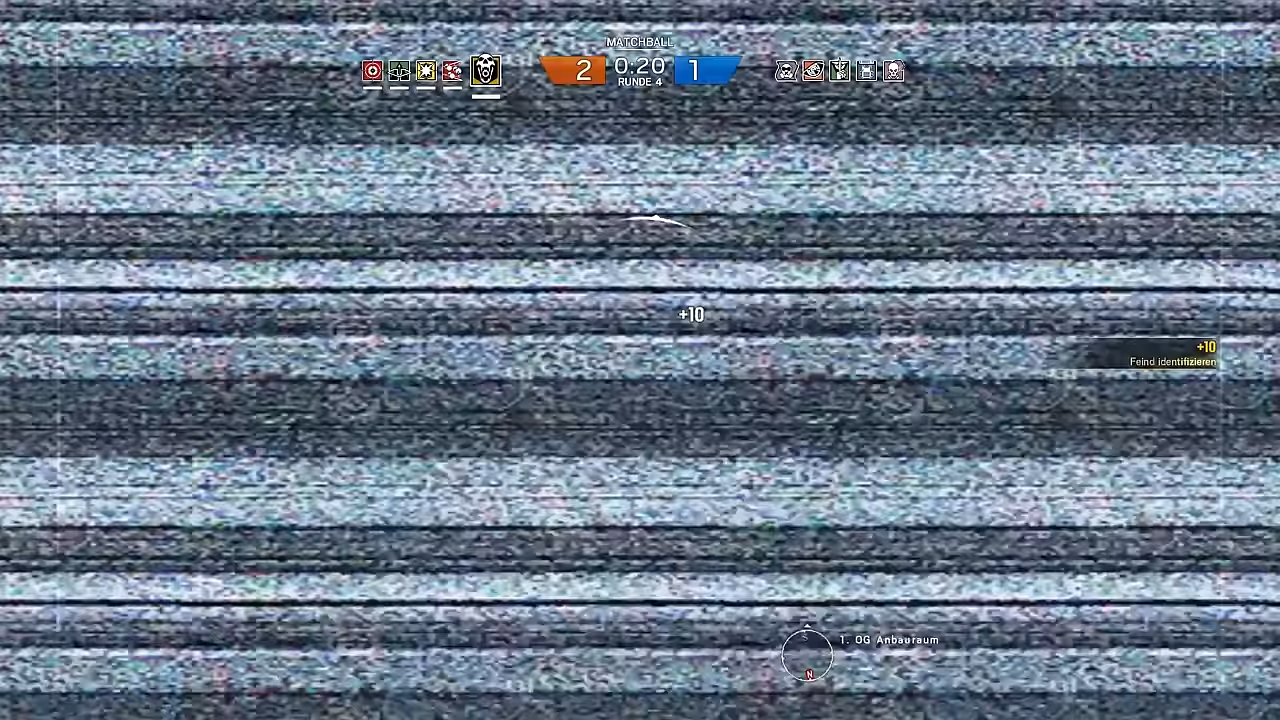 MATCHBALL
2 0:20 1
RUNDE 4
+10
+10
Feind identifizieren
S
1. OG Anbauraum
N